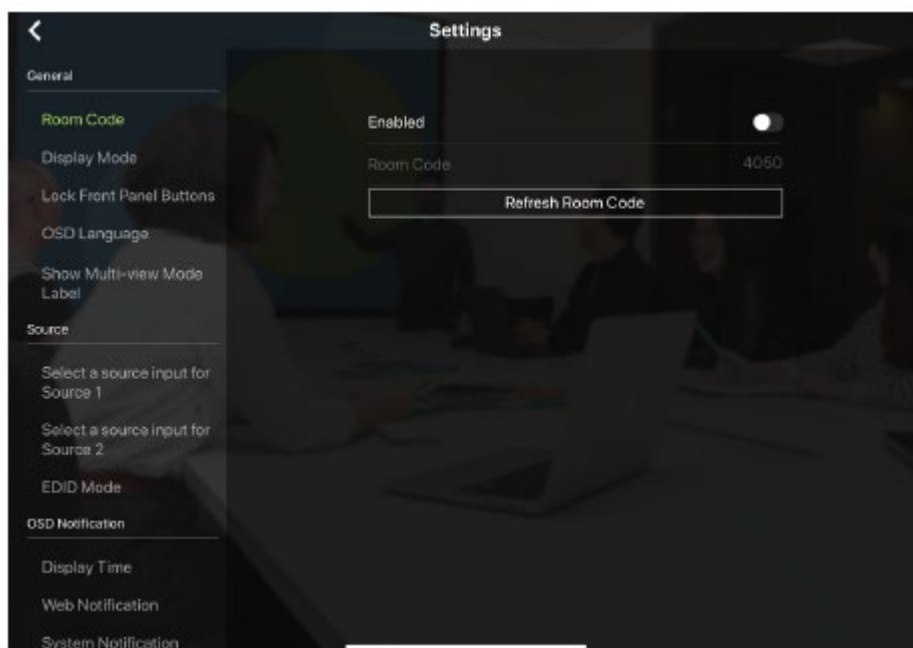 Settings
General
Room Code
Display Mode
Lock Front Panel Buttons
OSD Language
Show Multi-view Mode
Label
Source
Select a source input for
Source 1
Select a source input for
Source 2
EDID Mode
OSD Notification
Display Time
Web Notification
System Notification
Enabled
Room Code 4050
Refresh Room Code